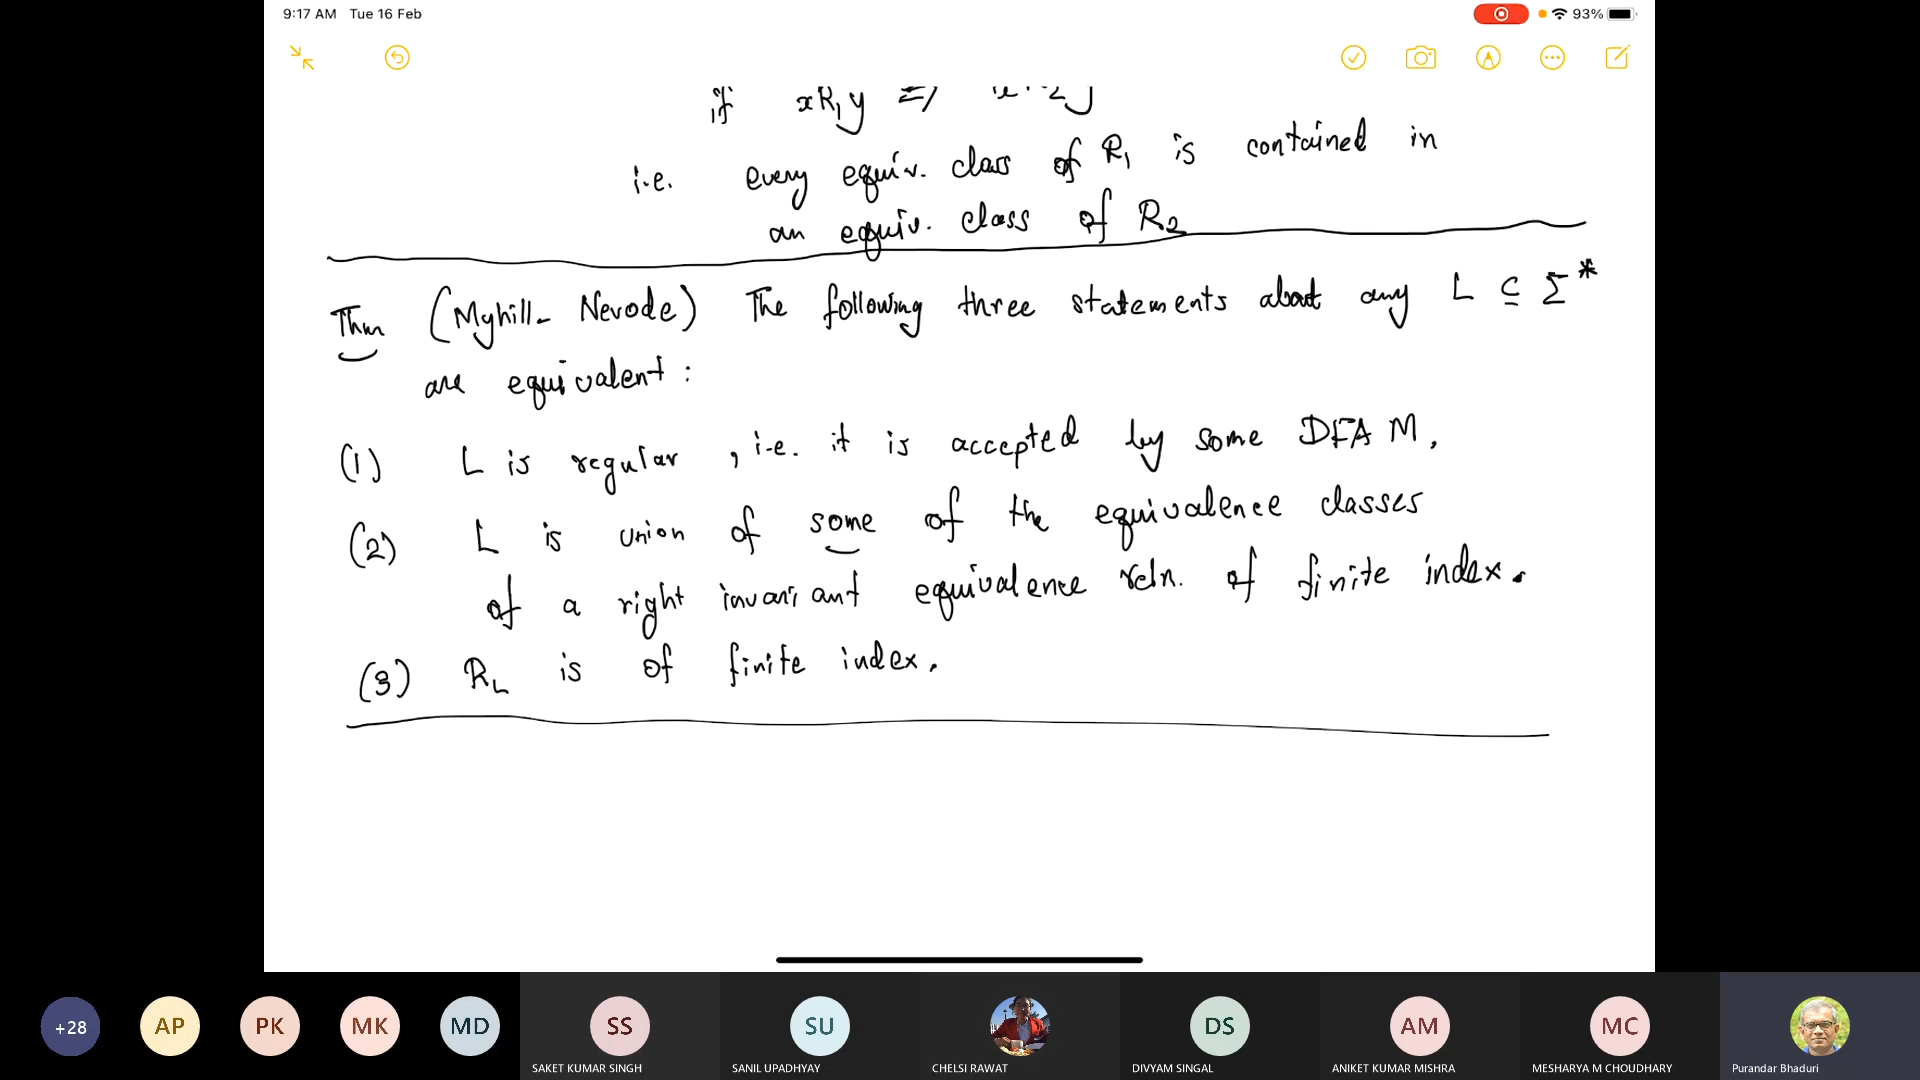 9:17 AM Tue 16 Feb
93%
if xR₁y ⇒
i.e. every equiv. class of R₁ is contained in
an equiv. class of R₂
Thm (Myhill-Nerode) The following three statements about any L ⊆ Σ*
are equivalent:
(1) L is regular, i.e. it is accepted by some DFA M.
(2) L is union of some of the equivalence classes
of a right invariant equivalence reln. of finite index.
(3) R_L is of finite index.
+28 AP PK MK MD SS SU DS AM MC
SAKET KUMAR SINGH SANIL UPADHYAY CHELSI RAWAT DIVYAM SINGAL ANIKET KUMAR MISHRA MESHARYA M CHOUDHARY Purandar Bhaduri